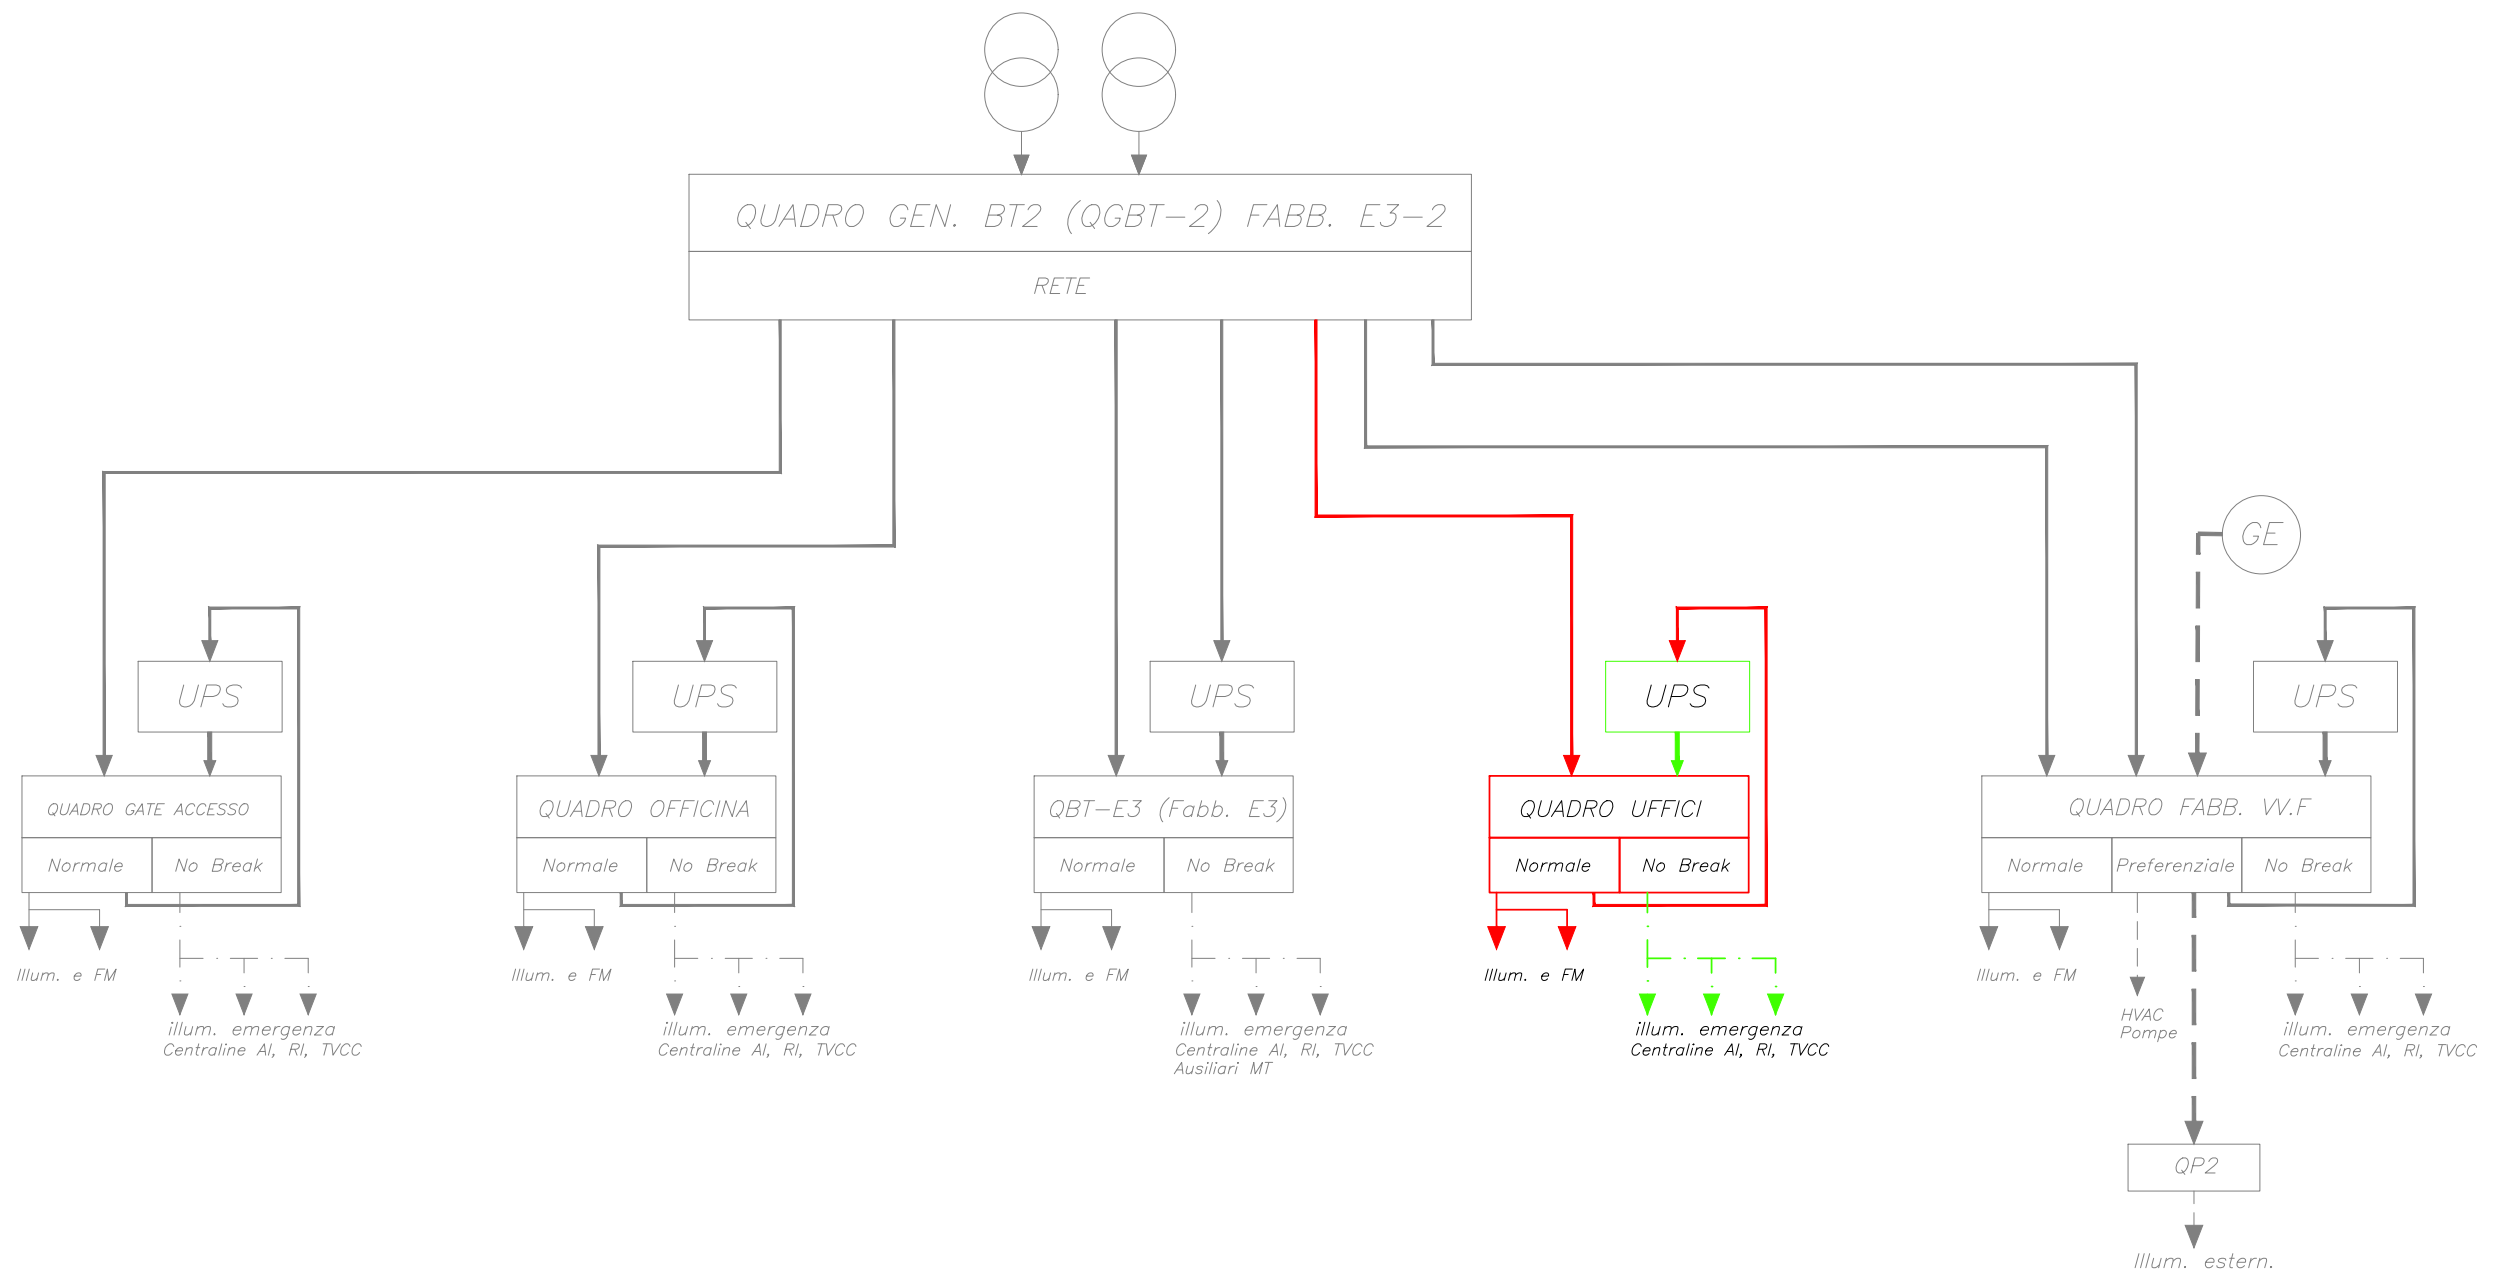 QUADRO GEN. BT2 (QGBT-2) FABB. E3-2
RETE
GE
UPS
UPS
UPS
UPS
UPS
QUADRO GATE ACCESSO
Normale
No Break
QUADRO OFFICINA
Normale
No Break
QBT-E3 (Fabb. E3)
Normale
No Break
QUADRO UFFICI
Normale
No Break
QUADRO FABB. VV.F
Normale
Preferenziale
No Break
Illum. e FM
illum. emergenza
Centraline AI, RI, TVCC
Illum. e FM
illum. emergenza
Centraline AI, RI, TVCC
Illum. e FM
illum. emergenza
Centraline AI, RI, TVCC
Ausiliari MT
Illum. e FM
illum. emergenza
Centraline AI, RI, TVCC
Illum. e FM
HVAC
Pompe
illum. emergenza
Centraline AI, RI, TVCC
QP2
Illum. estern.